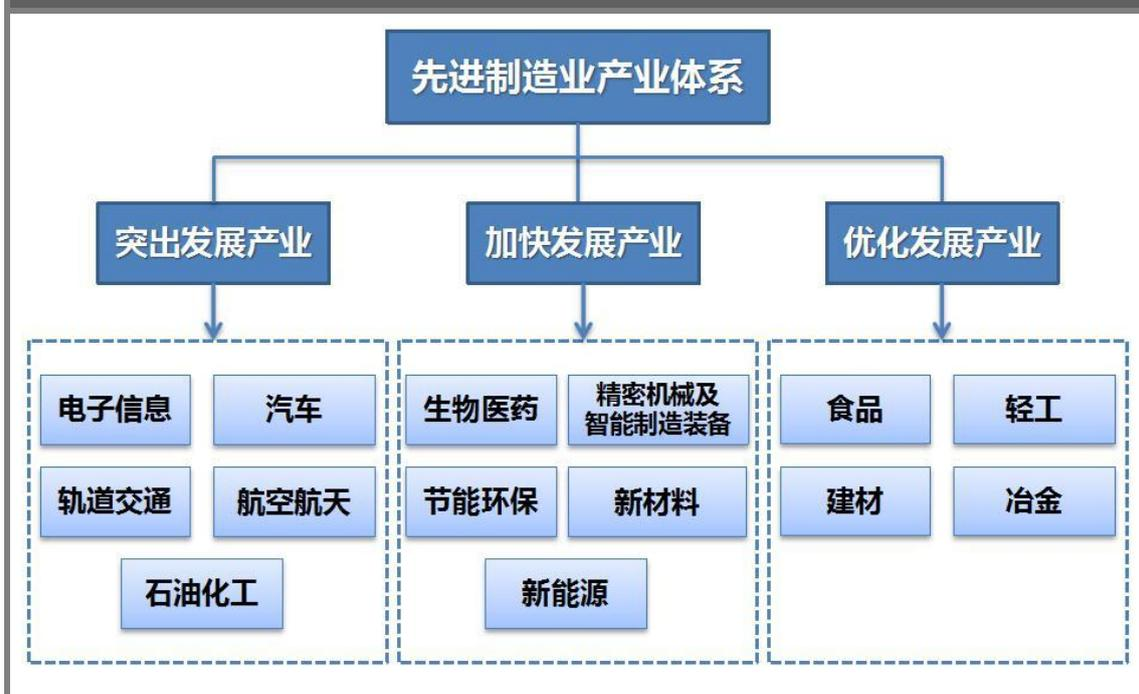 先进制造业产业体系
突出发展产业
加快发展产业
优化发展产业
电子信息
汽车
轨道交通
航空航天
石油化工
生物医药
精密机械及
智能制造装备
节能环保
新材料
新能源
食品
轻工
建材
冶金